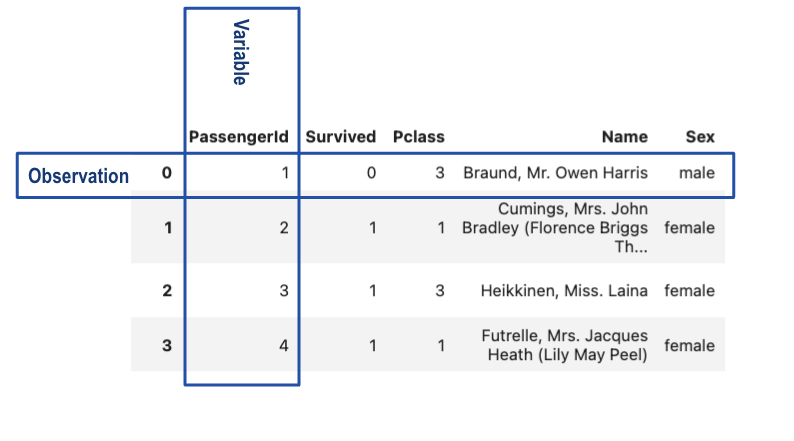 Variable
PassengerId Survived Pclass Name Sex
Observation 0 1 0 3 Braund, Mr. Owen Harris male
Cumings, Mrs. John
1 2 1 1 Bradley (Florence Briggs female
Th...
2 3 1 3 Heikkinen, Miss. Laina female
Futrelle, Mrs. Jacques
3 4 1 1 Heath (Lily May Peel) female